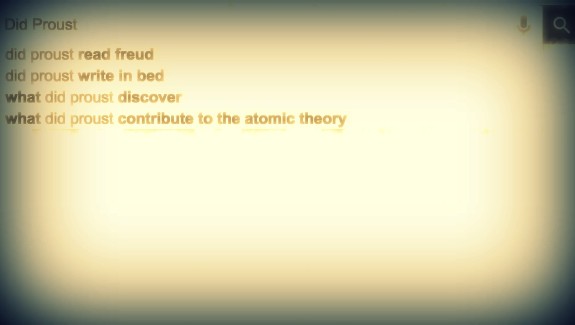 Did Proust
did proust read freud
did proust write in bed
what did proust discover
what did proust contribute to the atomic theory